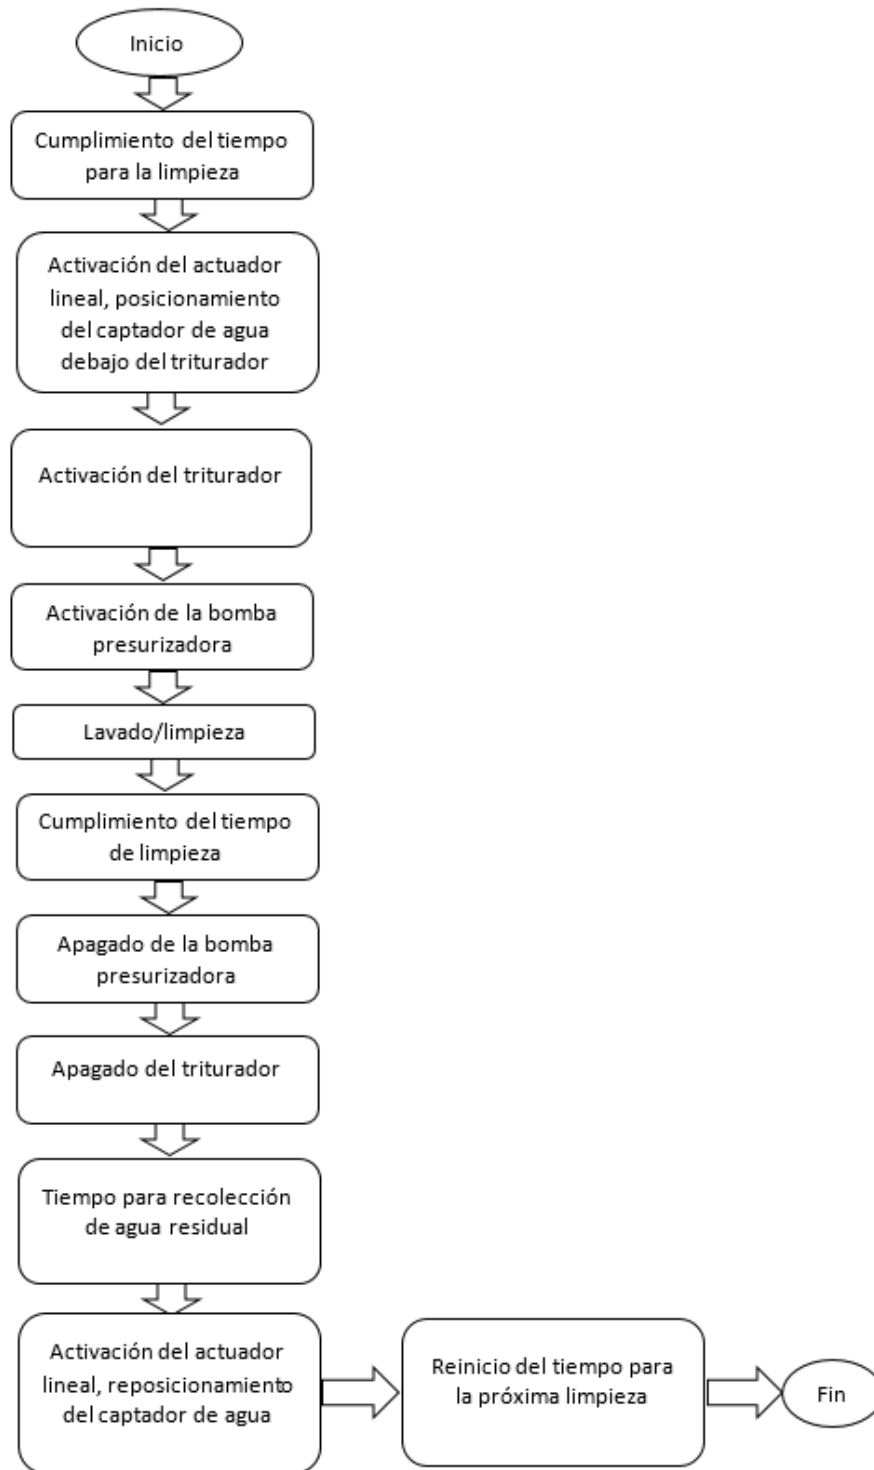 Inicio
Cumplimiento del tiempo
para la limpieza
Activación del actuador
lineal, posicionamiento
del captador de agua
debajo del triturador
Activación del triturador
Activación de la bomba
presurizadora
Lavado/limpieza
Cumplimiento del tiempo
de limpieza
Apagado de la bomba
presurizadora
Apagado del triturador
Tiempo para recolección
de agua residual
Activación del actuador
lineal, reposicionamiento
del captador de agua
Reinicio del tiempo para
la próxima limpieza
Fin